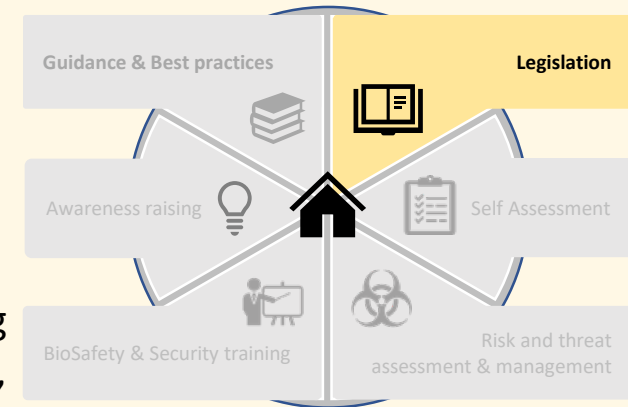 Guidance & Best practices
Legislation
Awareness raising
Self Assessment
BioSafety & Security training
Risk and threat
assessment & management